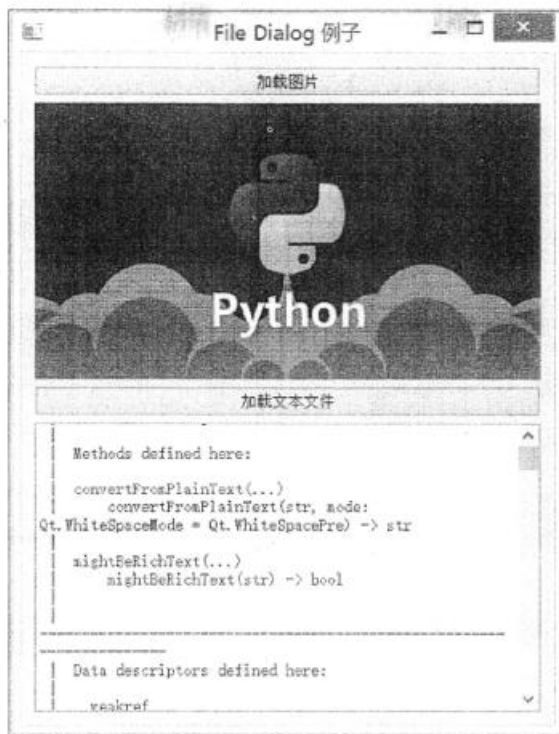 File Dialog 例子
加载图片
Python
加载文本文件
| Methods defined here:
|
| convertFromPlainText(...)
|     convertFromPlainText(str, mode:
Qt.WhiteSpaceMode = Qt.WhiteSpacePre) -> str
|
| mightBeRichText(...)
|     mightBeRichText(str) -> bool
|
|
----------------------------------------------------------------------
| Data descriptors defined here:
|